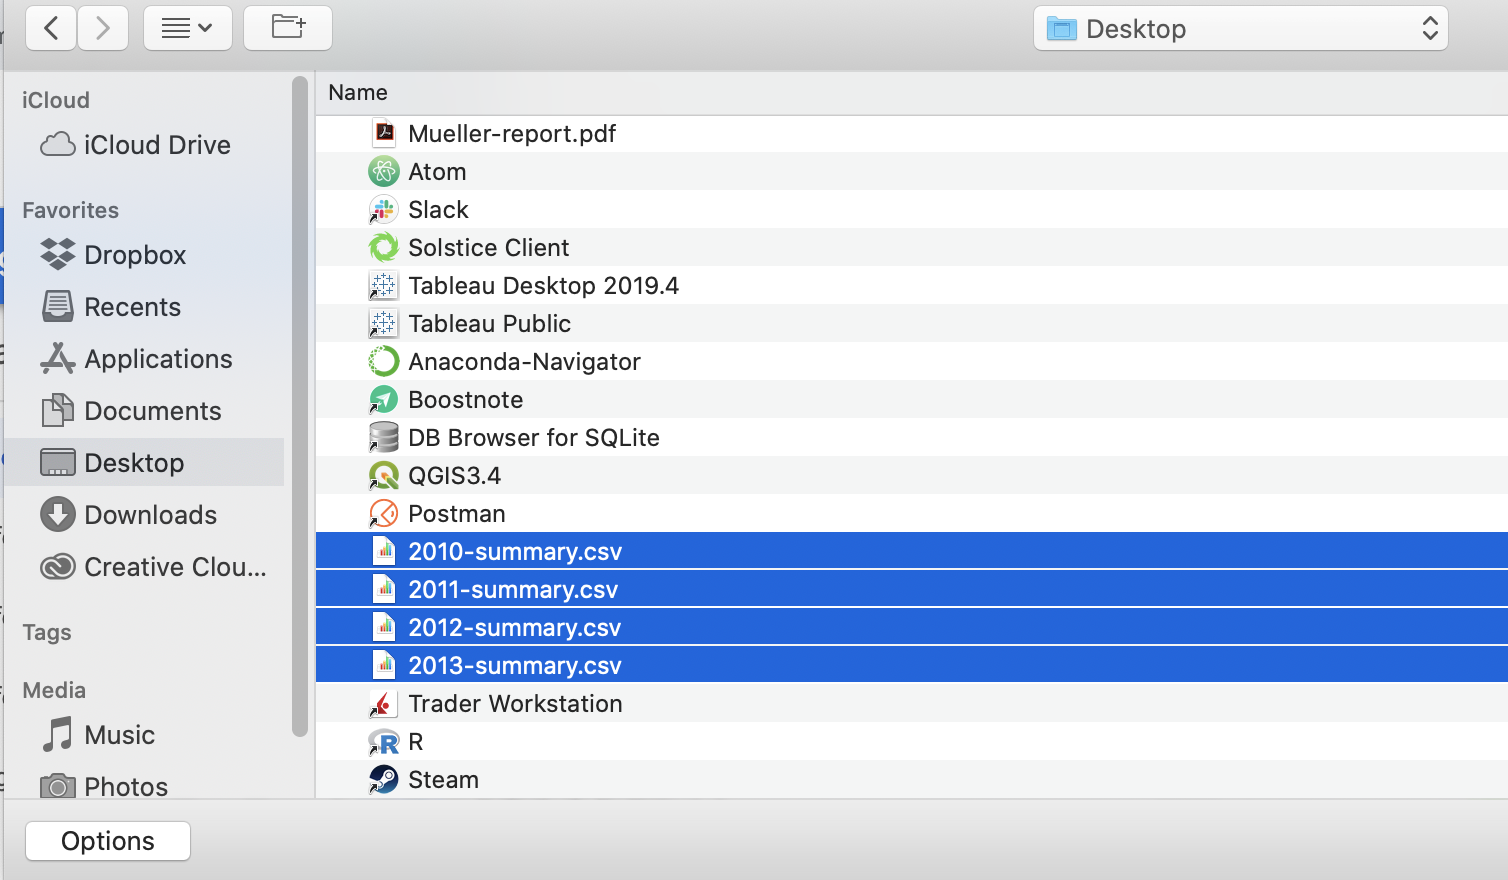 Desktop
iCloud
iCloud Drive
Favorites
Dropbox
Recents
Applications
Documents
Desktop
Downloads
Creative Clou...
Tags
Media
Music
Photos
Name
Mueller-report.pdf
Atom
Slack
Solstice Client
Tableau Desktop 2019.4
Tableau Public
Anaconda-Navigator
Boostnote
DB Browser for SQLite
QGIS3.4
Postman
2010-summary.csv
2011-summary.csv
2012-summary.csv
2013-summary.csv
Trader Workstation
R
Steam
Options